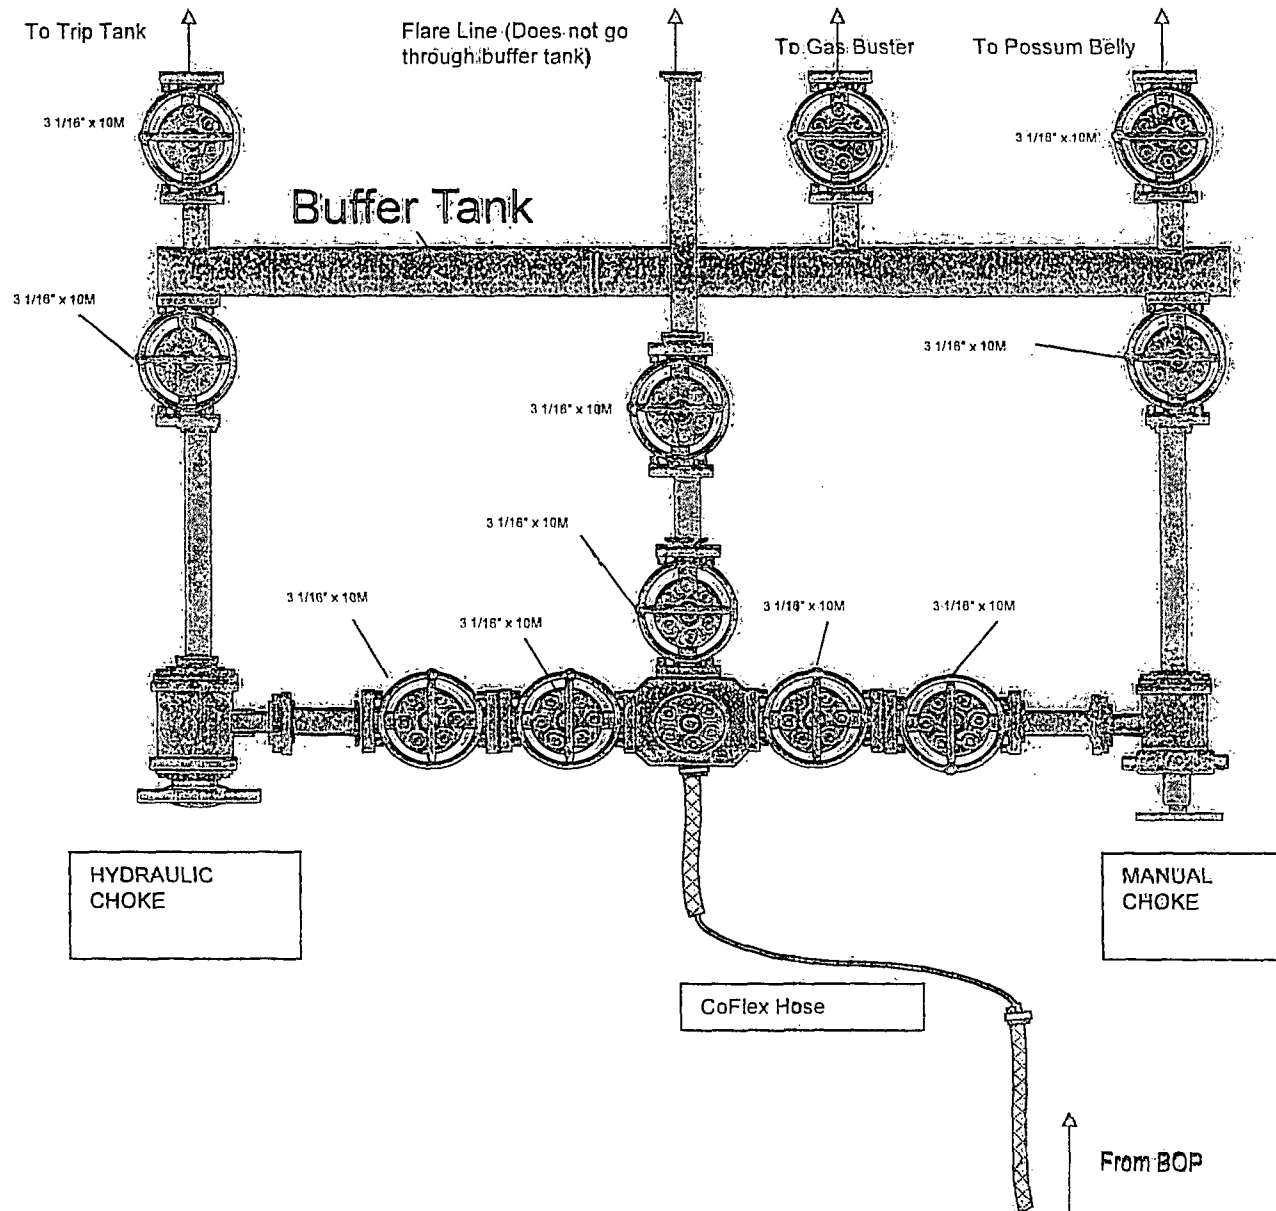 To Trip Tank
Flare Line (Does not go
through buffer tank)
To Gas Buster
To Possum Belly
3 1/16" x 10M
3 1/16" x 10M
Buffer Tank
3 1/16" x 10M
3 1/16" x 10M
3 1/16" x 10M
3 1/16" x 10M
3 1/16" x 10M
3 1/16" x 10M
3 1/16" x 10M
3 1/16" x 10M
HYDRAULIC
CHOKE
MANUAL
CHOKE
CoFlex Hose
From BOP